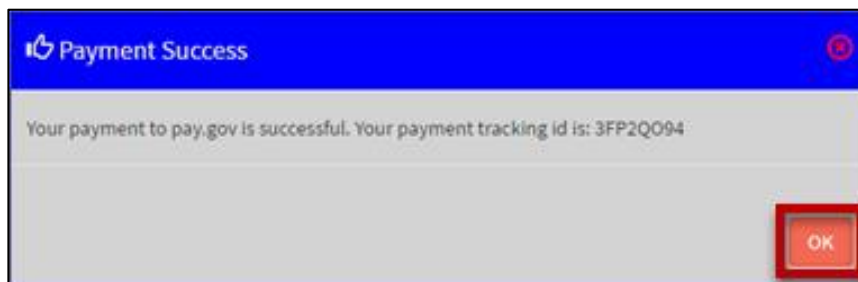 Payment Success
Your payment to pay.gov is successful. Your payment tracking id is: 3FP2QO94
OK